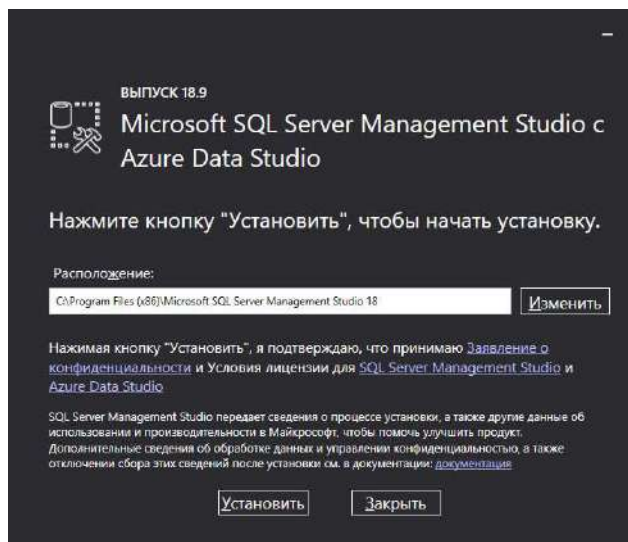 ВЫПУСК 18.9
Microsoft SQL Server Management Studio с
Azure Data Studio
Нажмите кнопку "Установить", чтобы начать установку.
Расположение:
C:\Program Files (x86)\Microsoft SQL Server Management Studio 18
Изменить
Нажимая кнопку "Установить", я подтверждаю, что принимаю Заявление о
конфиденциальности и Условия лицензии для SQL Server Management Studio и
Azure Data Studio
SQL Server Management Studio передает сведения о процессе установки, а также другие данные об
использовании и производительности в Майкрософт, чтобы помочь улучшить продукт.
Дополнительные сведения об обработке данных и управлении конфиденциальностью, а также
отключении сбора этих сведений после установки см. в документации: документация
Установить
Закрыть